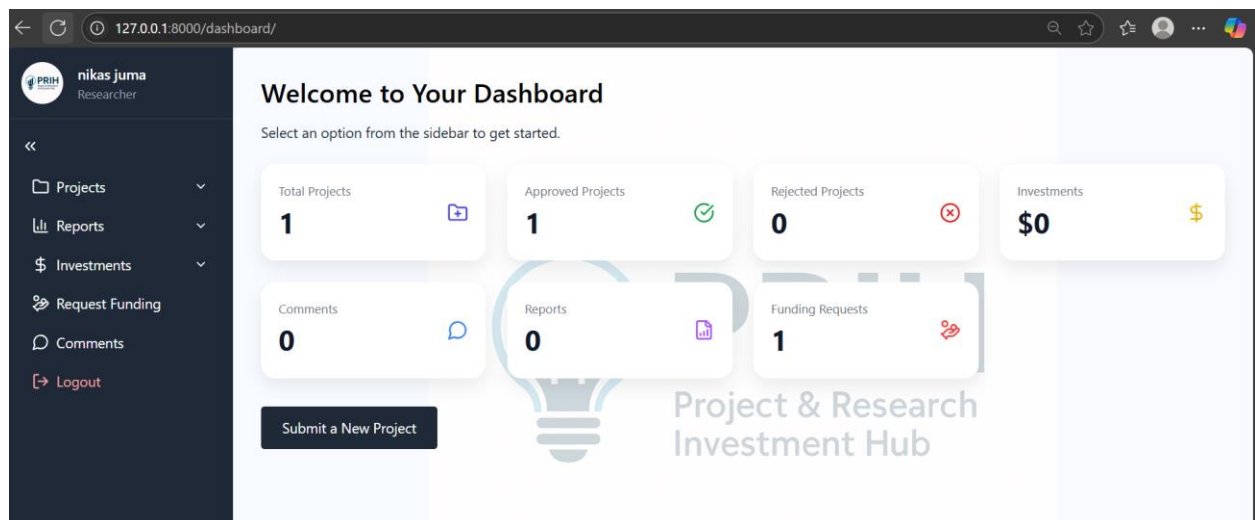 127.0.0.1:8000/dashboard/
PRIH
nikas juma
Researcher
Projects
Reports
Investments
Request Funding
Comments
Logout
Welcome to Your Dashboard
Select an option from the sidebar to get started.
Total Projects
1
Approved Projects
1
Rejected Projects
0
Investments
$0
Comments
0
Reports
0
Funding Requests
1
Submit a New Project
Project & Research
Investment Hub